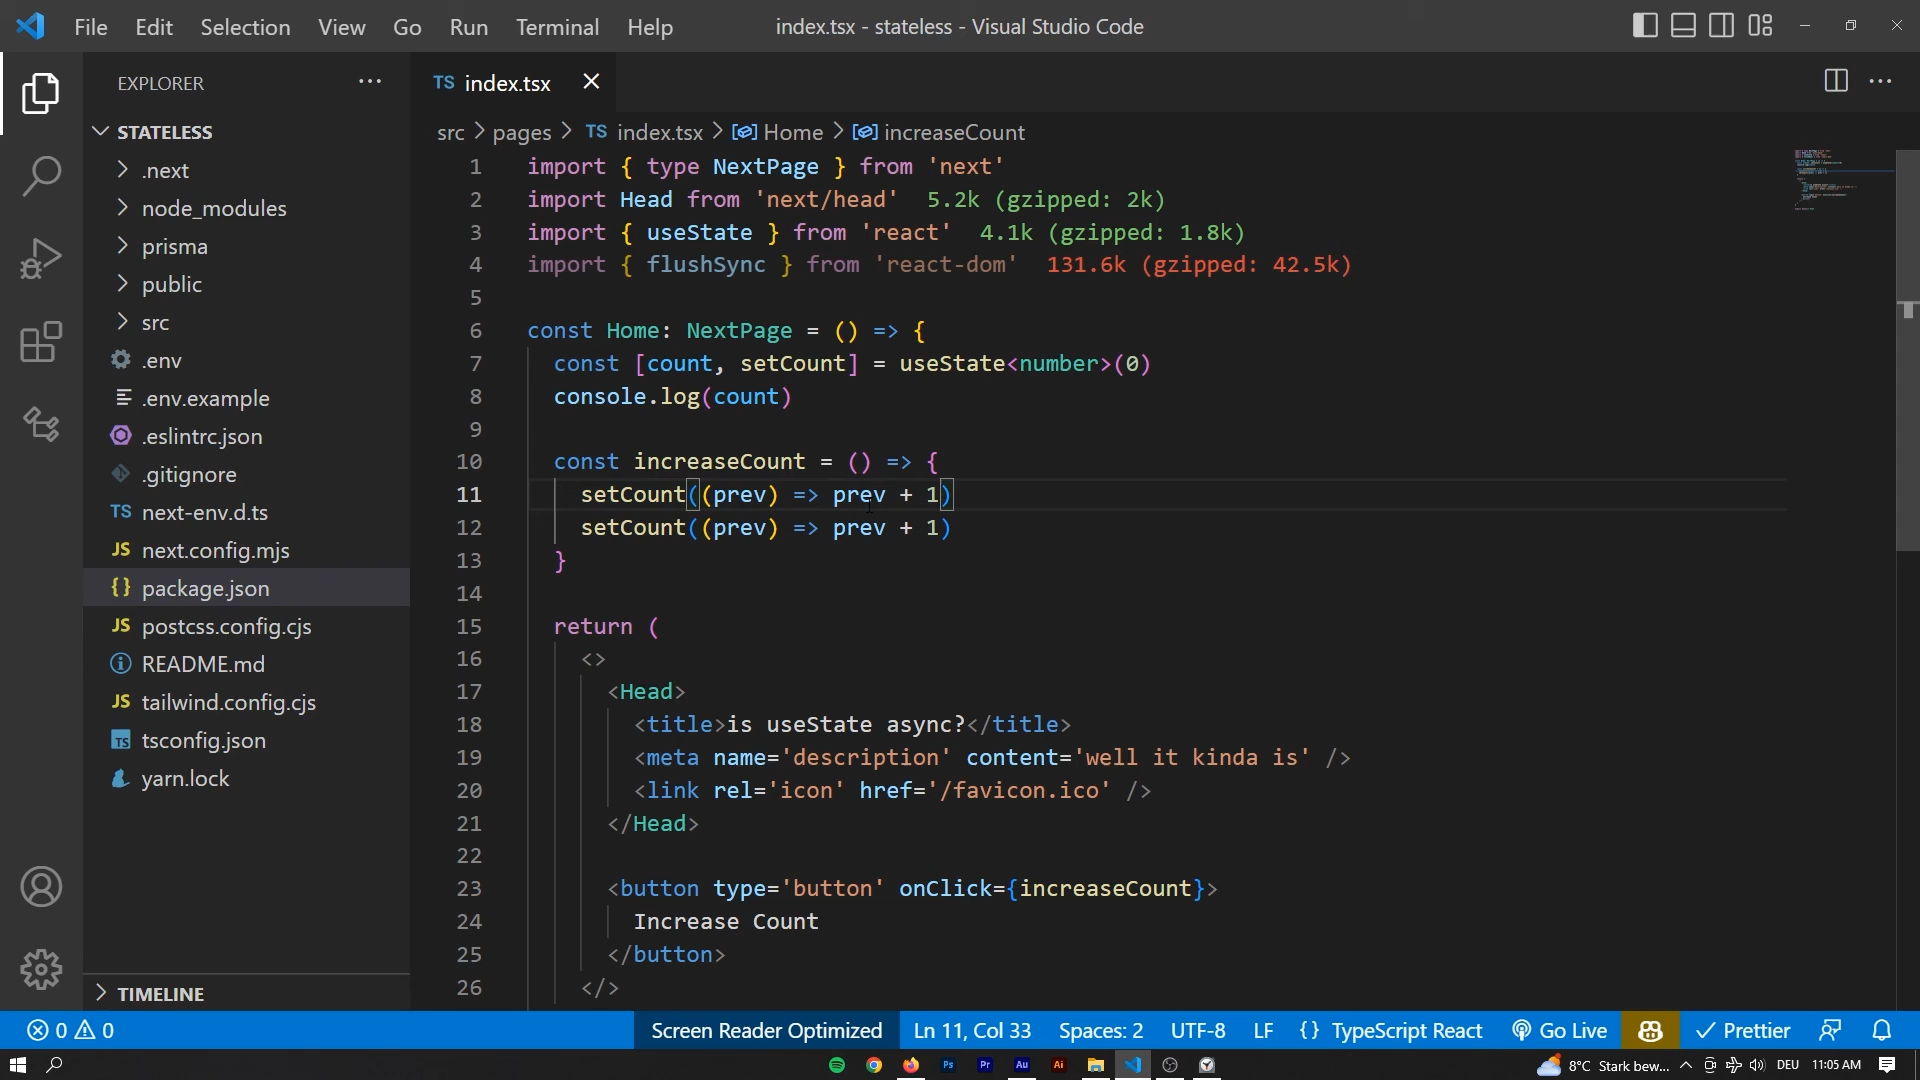 File Edit Selection View Go Run Terminal Help
index.tsx - stateless - Visual Studio Code
EXPLORER
STATELESS
.next
node_modules
prisma
public
src
.env
.env.example
.eslintrc.json
.gitignore
TS next-env.d.ts
JS next.config.mjs
{} package.json
JS postcss.config.cjs
README.md
JS tailwind.config.cjs
TS tsconfig.json
yarn.lock
TIMELINE
TS index.tsx
src > pages > TS index.tsx > Home > increaseCount
1 import { type NextPage } from 'next'
2 import Head from 'next/head' 5.2k (gzipped: 2k)
3 import { useState } from 'react' 4.1k (gzipped: 1.8k)
4 import { flushSync } from 'react-dom' 131.6k (gzipped: 42.5k)
5
6 const Home: NextPage = () => {
7 const [count, setCount] = useState<number>(0)
8 console.log(count)
9
10 const increaseCount = () => {
11 setCount((prev) => prev + 1)
12 setCount((prev) => prev + 1)
13 }
14
15 return (
16 <>
17 <Head>
18 <title>is useState async?</title>
19 <meta name='description' content='well it kinda is' />
20 <link rel='icon' href='/favicon.ico' />
21 </Head>
22
23 <button type='button' onClick={increaseCount}>
24 Increase Count
25 </button>
26 </>
0 0 Screen Reader Optimized Ln 11, Col 33 Spaces: 2 UTF-8 LF {} TypeScript React Go Live Prettier
Ps Pr Au Ai 8°C Stark bew... DEU 11:05 AM